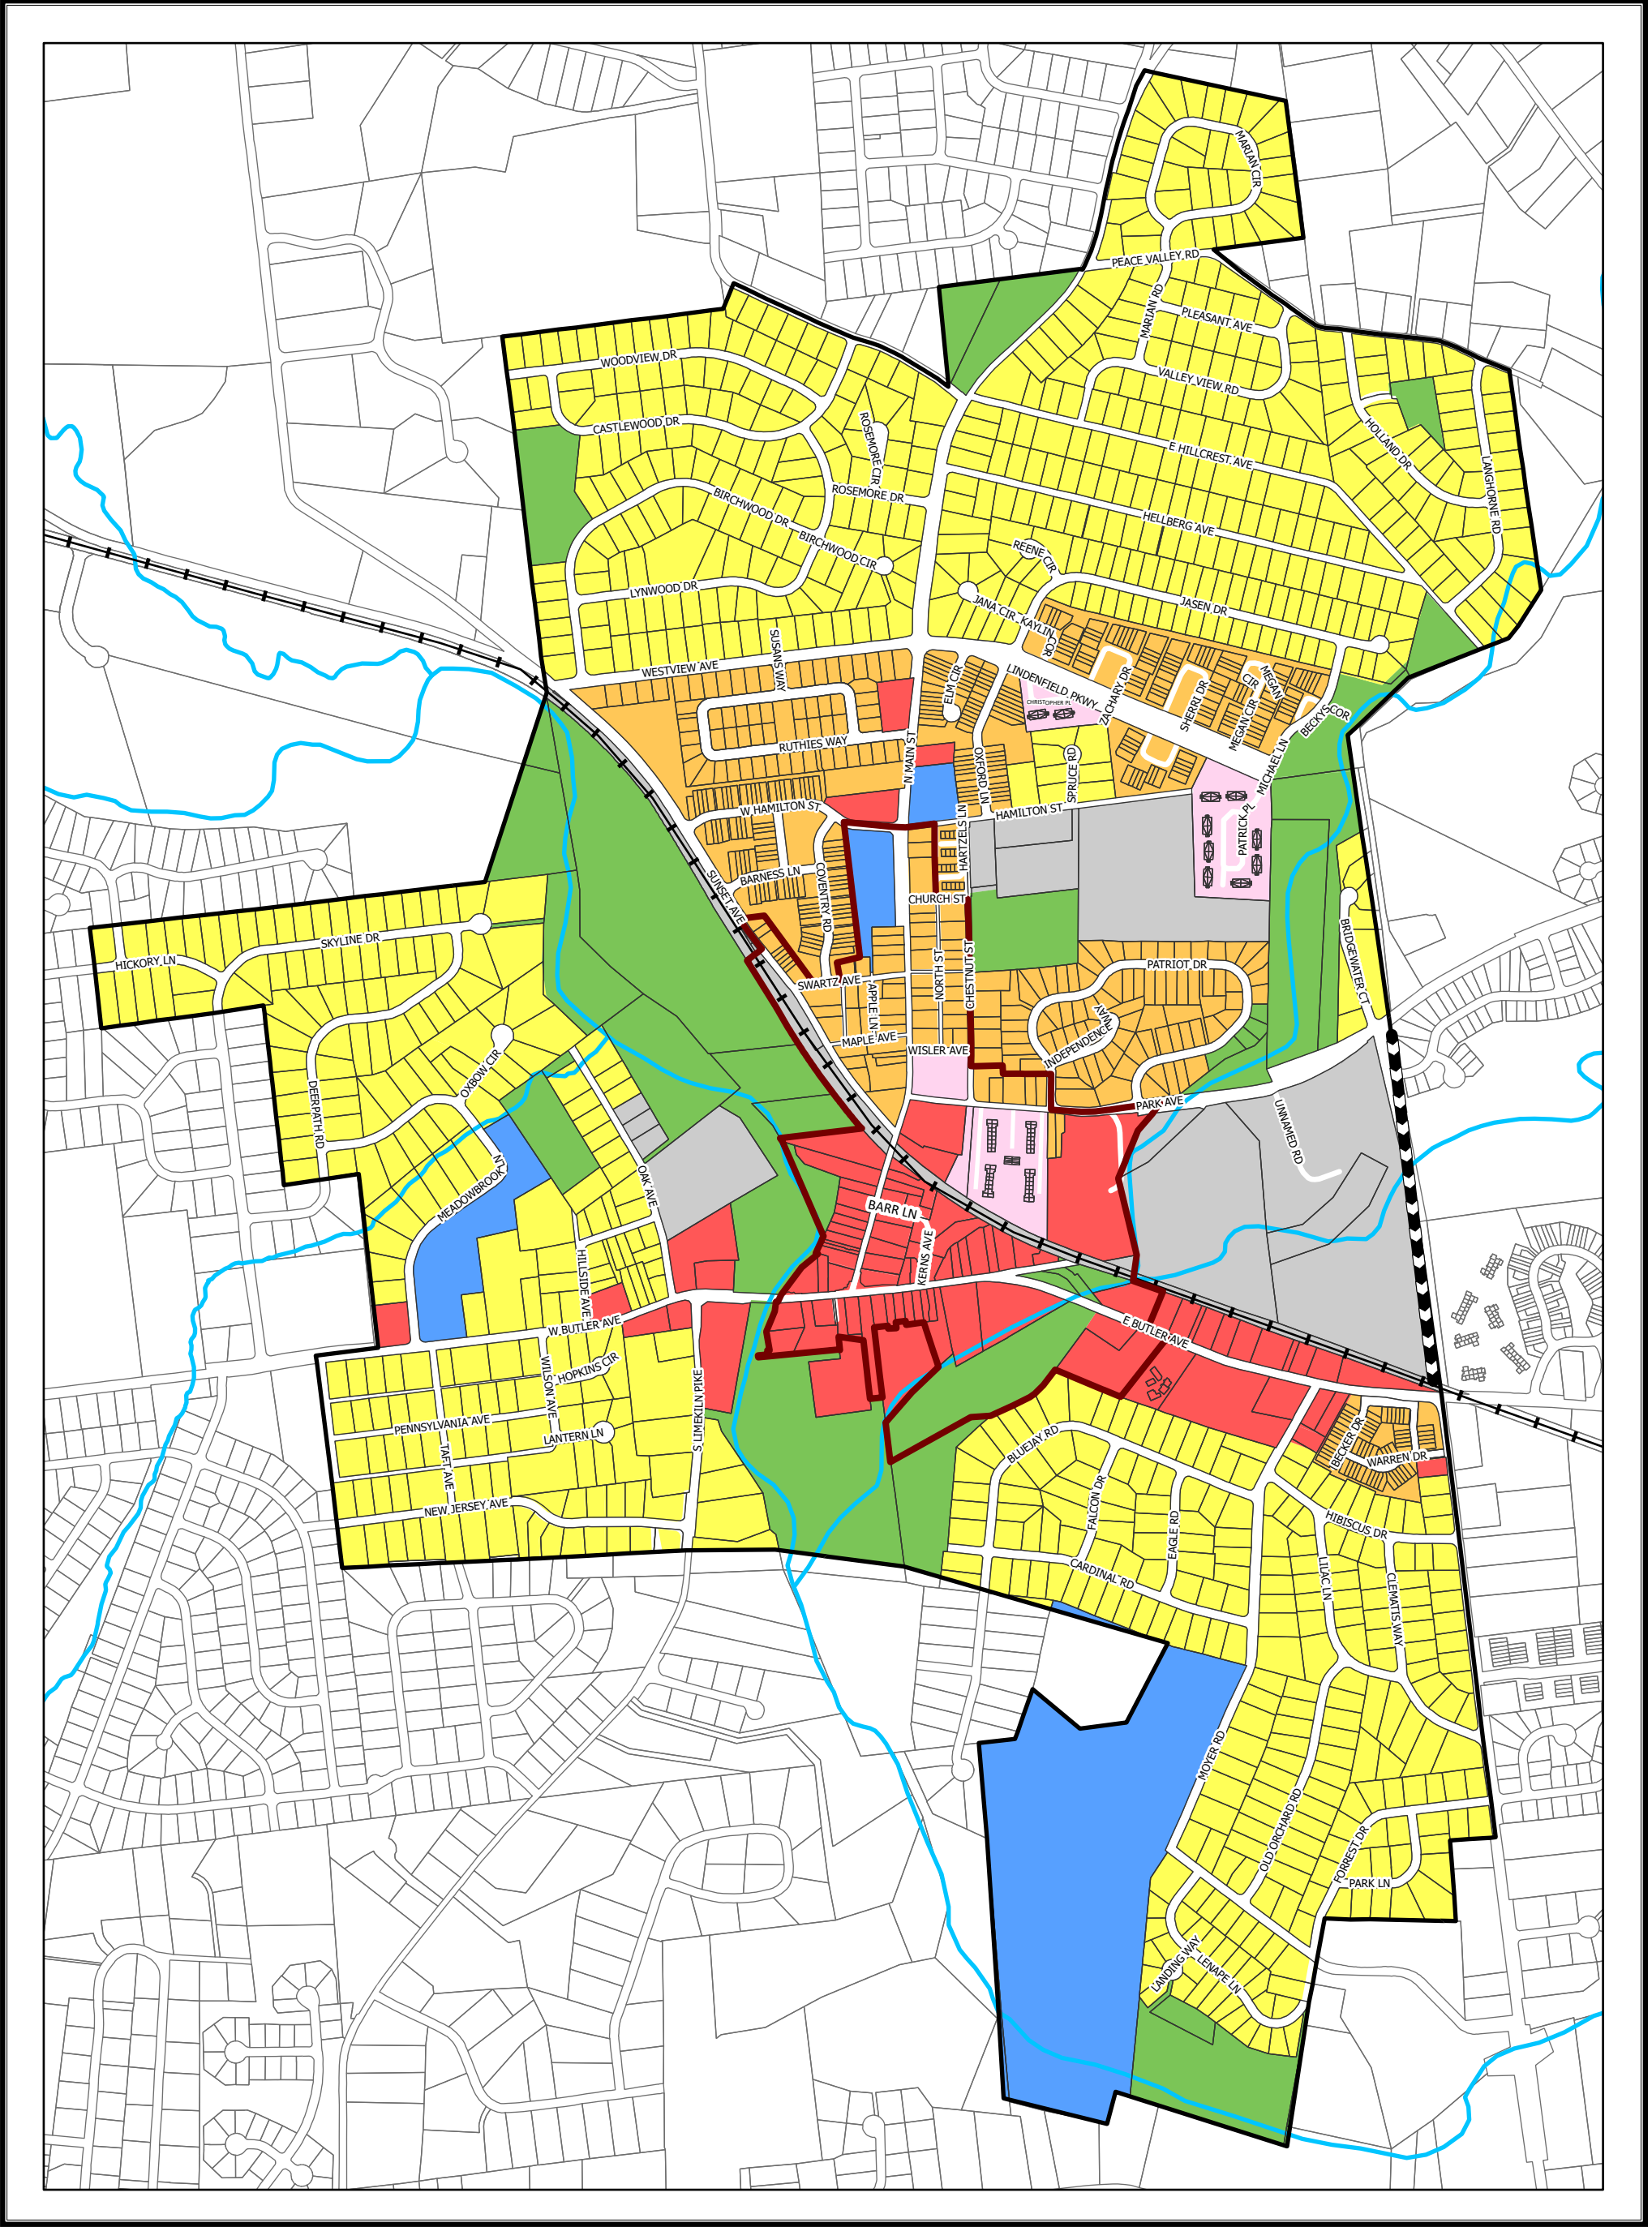 MARIAN CIR
PEACE VALLEY RD
MARIAN RD
PLEASANT AVE
VALLEY VIEW RD
WOODVIEW DR
CASTLEWOOD DR
ROSEMORE CIR
ROSEMORE DR
E HILLCREST AVE
HOLLAND DR
LANGHORNE RD
BIRCHWOOD DR
BIRCHWOOD CIR
HELLBERG AVE
REENE CIR
LYNWOOD DR
JANA CIR
KAYLIN COR
JASEN DR
SUSANS WAY
WESTVIEW AVE
ELM CIR
LINDENFIELD PKWY
CHRISTOPHER PL
ZACHARY DR
SHERRI DR
MEGAN CIR
MEGAN CIR
BECKYS COR
RUTHIES WAY
N MAIN ST
OXFORD LN
SPRUCE RD
MICHAEL LN
W HAMILTON ST
HAMILTON ST
HARTZELS LN
PATRICK PL
BARNESS LN
COVENTRY RD
SUNSET AVE
CHURCH ST
SKYLINE DR
HICKORY LN
BRIDGEWATER CT
PATRIOT DR
SWARTZ AVE
APPLE LN
NORTH ST
CHESTNUT ST
INDEPENDENCE WAY
MAPLE AVE
WISLER AVE
OXBOW CIR
DEERPATH RD
PARK AVE
UNNAMED RD
MEADOWBROOK LN
OAK AVE
BARR LN
KERNS AVE
HILLSIDE AVE
W BUTLER AVE
E BUTLER AVE
WILSON AVE
HOPKINS CIR
S LIMEKILN PIKE
PENNSYLVANIA AVE
LANTERN LN
TAFT AVE
NEW JERSEY AVE
BLUEJAY RD
BECKER DR
WARREN DR
FALCON DR
EAGLE RD
HIBISCUS DR
CARDINAL RD
LILAC LN
CLEMATIS WAY
MOYER RD
OLD ORCHARD RD
FORREST DR
PARK LN
LANDING WAY
LENAPE LN